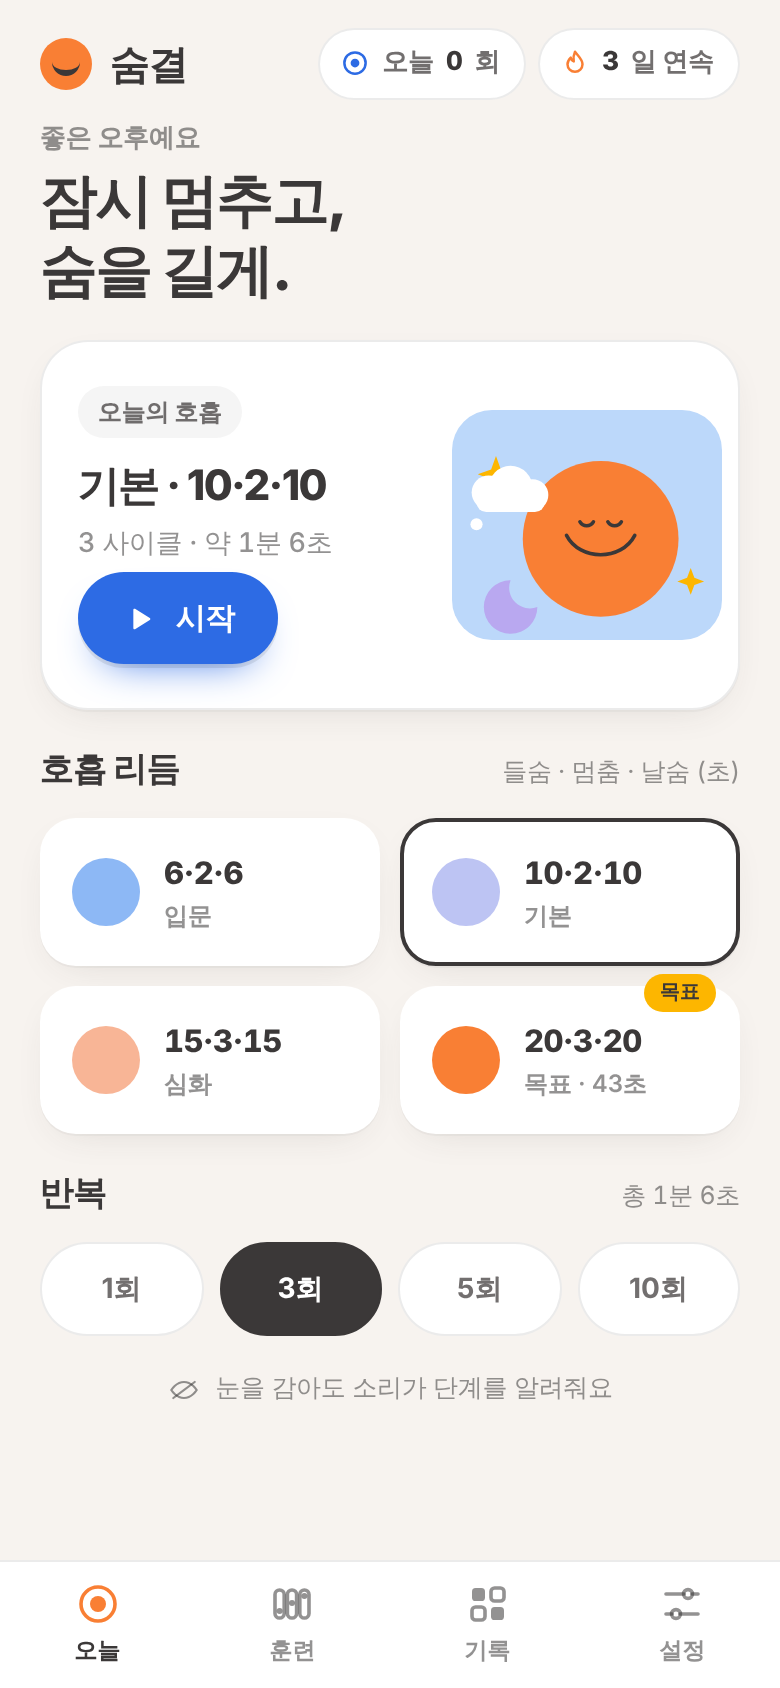 숨결
오늘 0 회
3 일 연속
좋은 오후예요
잠시 멈추고,
숨을 길게.
오늘의 호흡
기본 · 10·2·10
3 사이클 · 약 1분 6초
시작
호흡 리듬
들숨 · 멈춤 · 날숨 (초)
6·2·6
입문
10·2·10
기본
15·3·15
심화
목표
20·3·20
목표 · 43초
반복
총 1분 6초
1회
3회
5회
10회
눈을 감아도 소리가 단계를 알려줘요
오늘
훈련
기록
설정